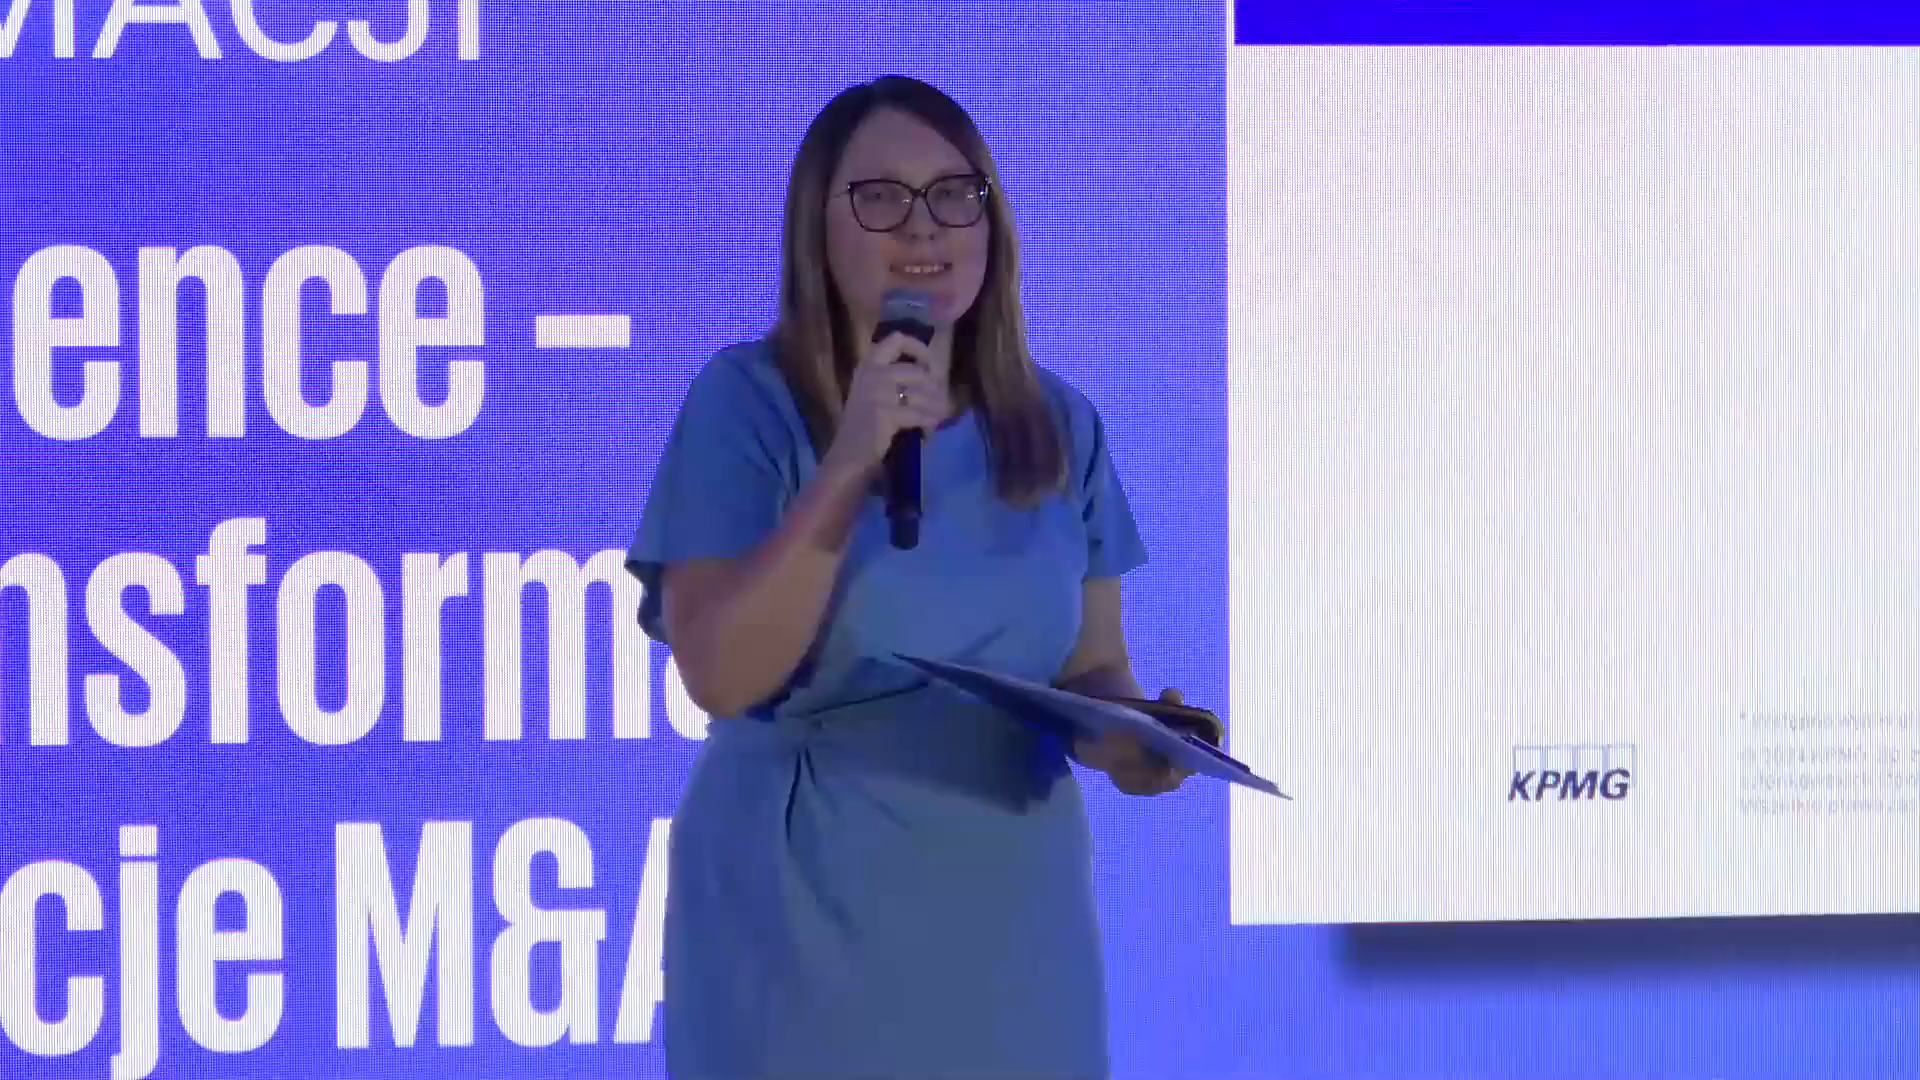 MACJI
ence –
nsforma
cje M&A
KPMG